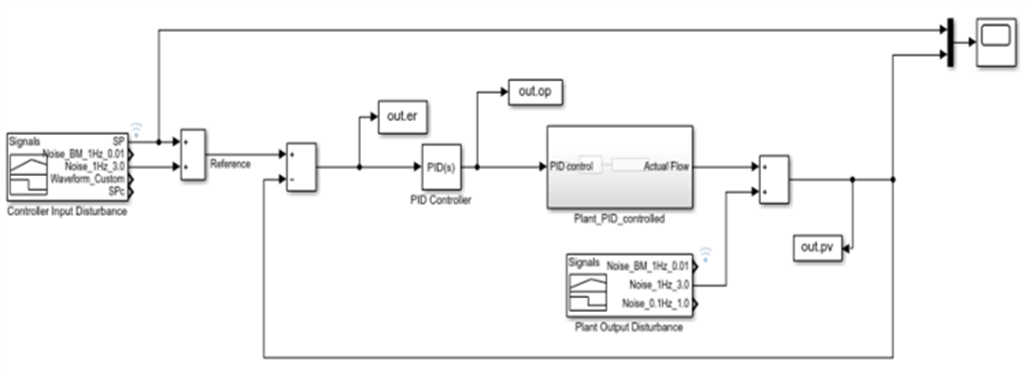 out.op
out.er
Signals
SP
Noise_BM_1Hz_0.01
Noise_1Hz_3.0
Waveform_Custom
SPc
Controller Input Disturbance
+
+
Reference
+
−
PID(s)
PID Controller
PID control
Actual Flow
Plant_PID_controlled
+
+
out.pv
Signals
Noise_BM_1Hz_0.01
Noise_1Hz_3.0
Noise_0.1Hz_1.0
Plant Output Disturbance